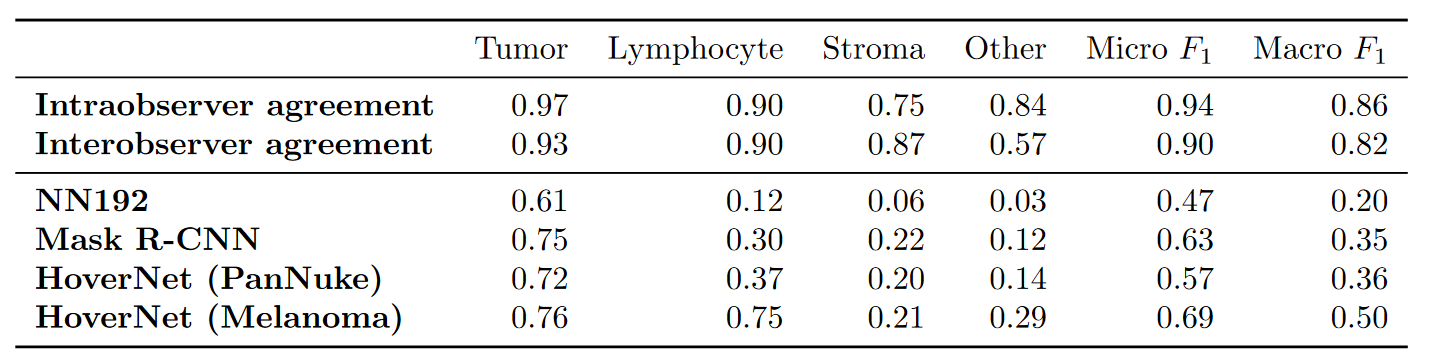 Tumor Lymphocyte Stroma Other Micro F1 Macro F1
Intraobserver agreement 0.97 0.90 0.75 0.84 0.94 0.86
Interobserver agreement 0.93 0.90 0.87 0.57 0.90 0.82
NN192 0.61 0.12 0.06 0.03 0.47 0.20
Mask R-CNN 0.75 0.30 0.22 0.12 0.63 0.35
HoverNet (PanNuke) 0.72 0.37 0.20 0.14 0.57 0.36
HoverNet (Melanoma) 0.76 0.75 0.21 0.29 0.69 0.50